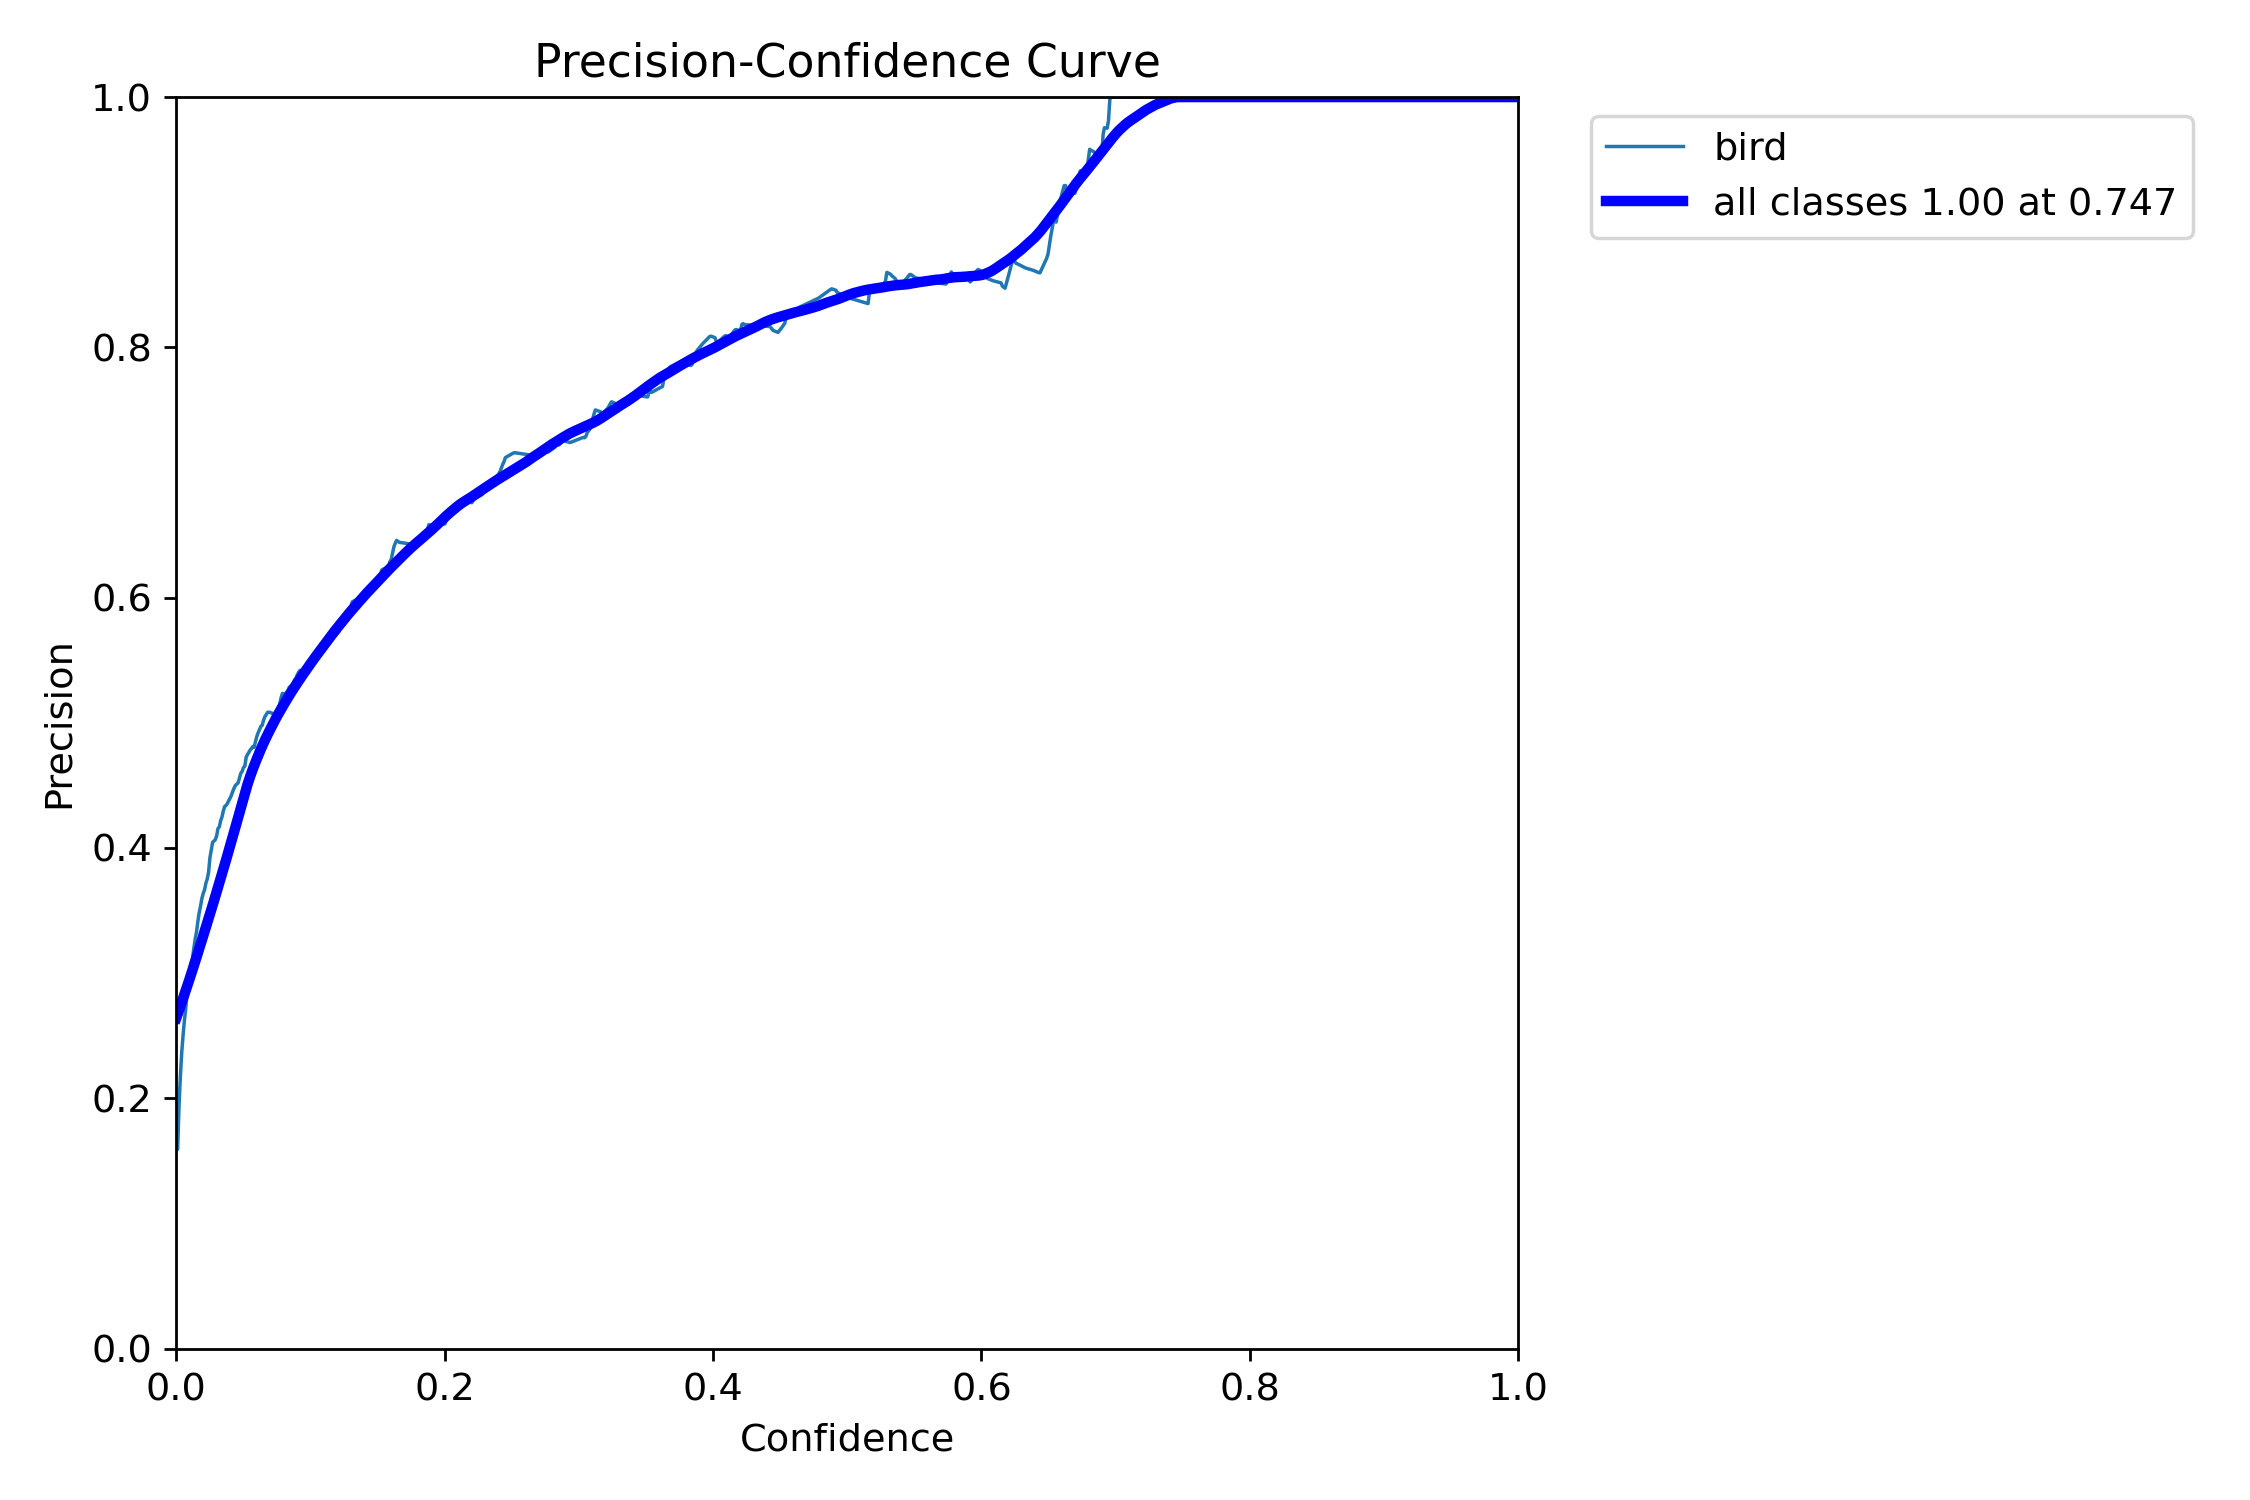 Precision-Confidence Curve
1.0
0.8
0.6
0.4
0.2
0.0
Precision
0.0 0.2 0.4 0.6 0.8 1.0
Confidence
bird
all classes 1.00 at 0.747